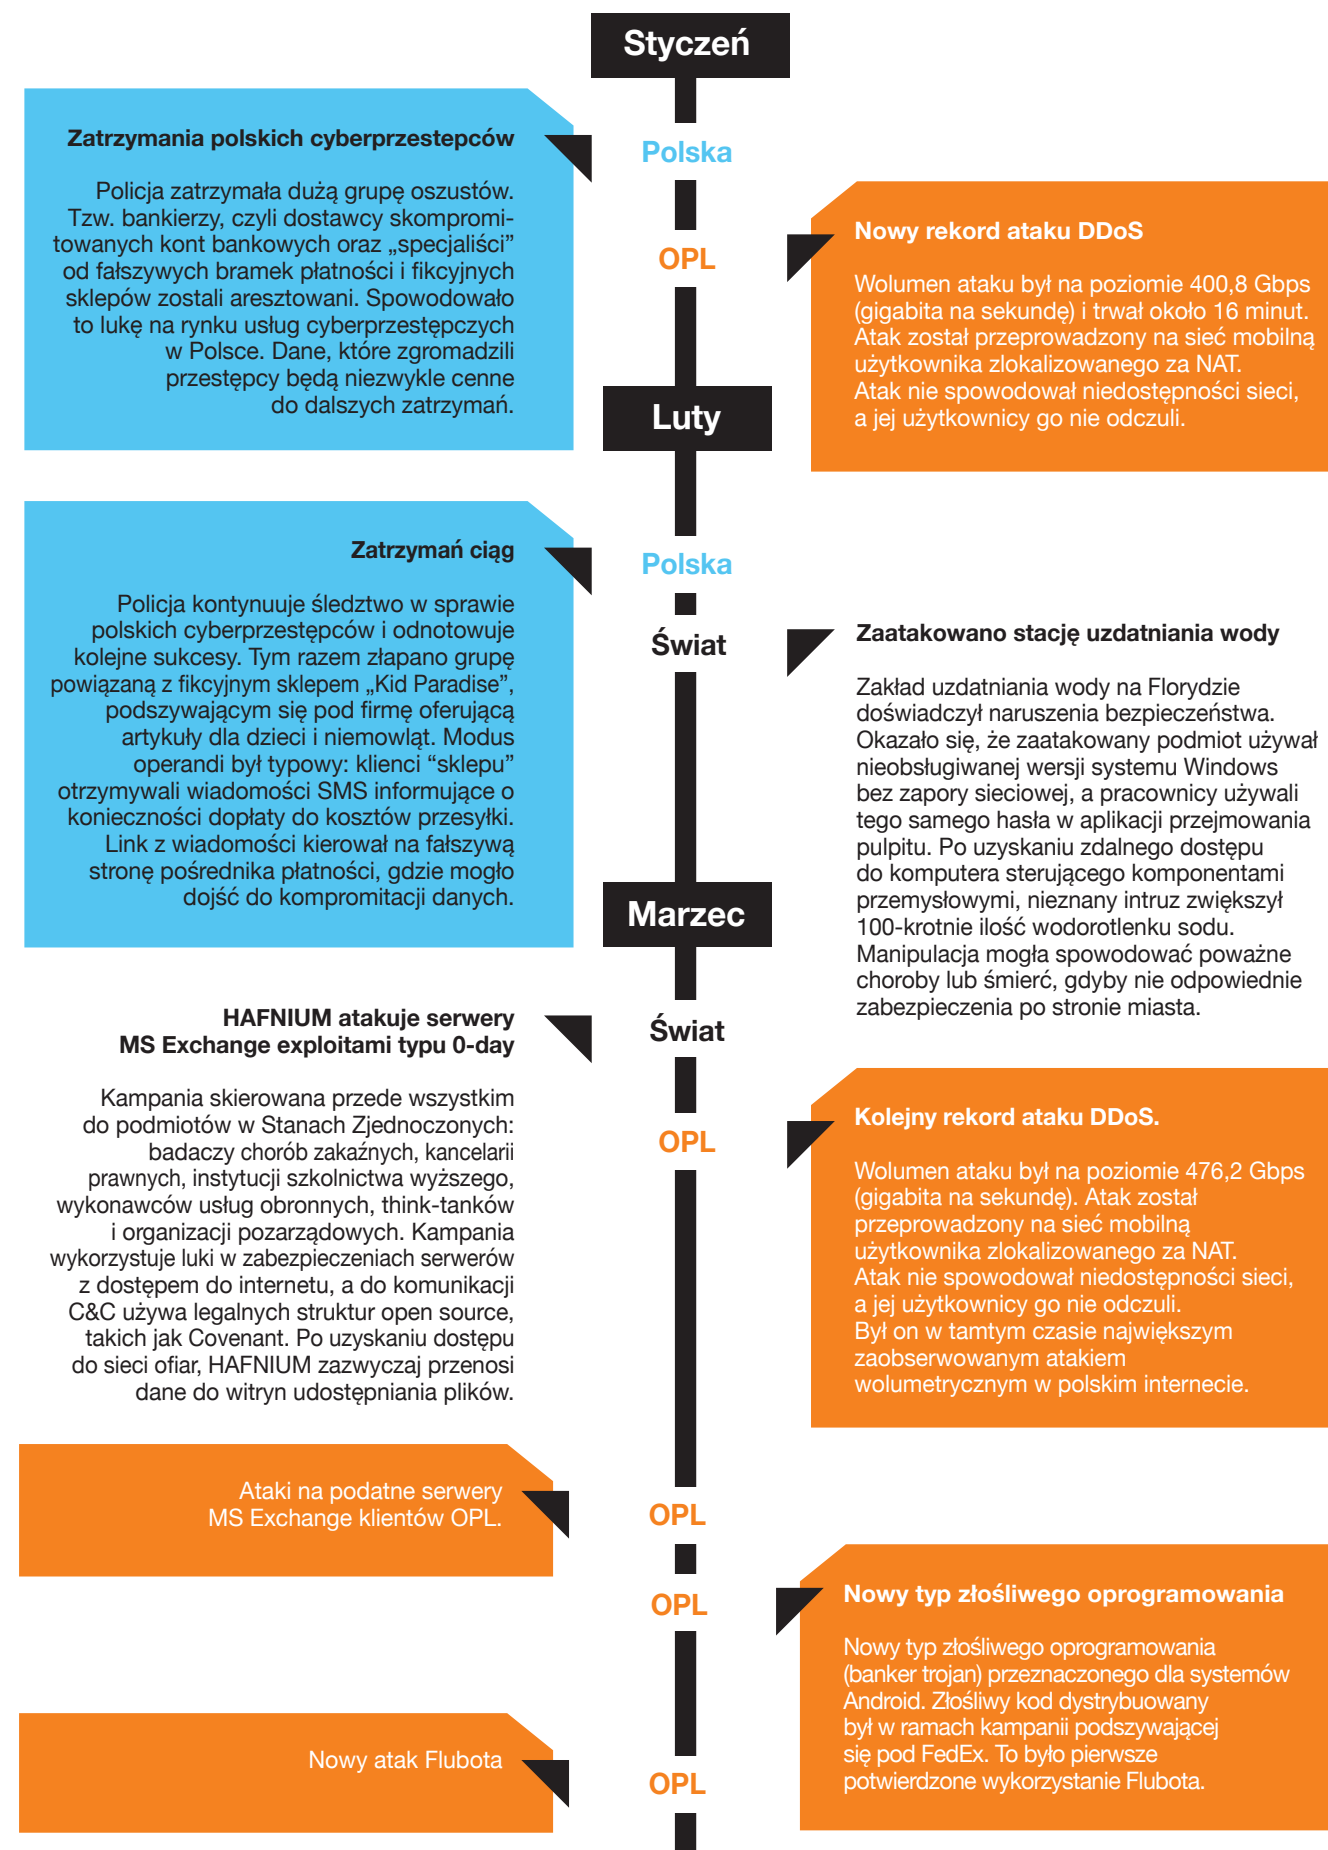 Styczeń
Polska
Zatrzymania polskich cyberprzestepców
Policja zatrzymała dużą grupę oszustów.
Tzw. bankierzy, czyli dostawcy skompromi-
towanych kont bankowych oraz „specjaliści”
od fałszywych bramek płatności i fikcyjnych
sklepów zostali aresztowani. Spowodowało
to lukę na rynku usług cyberprzestępczych
w Polsce. Dane, które zgromadzili
przestępcy będą niezwykle cenne
do dalszych zatrzymań.
OPL
Nowy rekord ataku DDoS
Wolumen ataku był na poziomie 400,8 Gbps
(gigabita na sekundę) i trwał około 16 minut.
Atak został przeprowadzony na sieć mobilną
użytkownika zlokalizowanego za NAT.
Atak nie spowodował niedostępności sieci,
a jej użytkownicy go nie odczuli.
Luty
Polska
Zatrzymań ciąg
Policja kontynuuje śledztwo w sprawie
polskich cyberprzestępców i odnotowuje
kolejne sukcesy. Tym razem złapano grupę
powiązaną z fikcyjnym sklepem „Kid Paradise”,
podszywającym się pod firmę oferującą
artykuły dla dzieci i niemowląt. Modus
operandi był typowy: klienci “sklepu”
otrzymywali wiadomości SMS informujące o
konieczności dopłaty do kosztów przesyłki.
Link z wiadomości kierował na fałszywą
stronę pośrednika płatności, gdzie mogło
dojść do kompromitacji danych.
Świat
Zaatakowano stację uzdatniania wody
Zakład uzdatniania wody na Florydzie
doświadczył naruszenia bezpieczeństwa.
Okazało się, że zaatakowany podmiot używał
nieobsługiwanej wersji systemu Windows
bez zapory sieciowej, a pracownicy używali
tego samego hasła w aplikacji przejmowania
pulpitu. Po uzyskaniu zdalnego dostępu
do komputera sterującego komponentami
przemysłowymi, nieznany intruz zwiększył
100-krotnie ilość wodorotlenku sodu.
Manipulacja mogła spowodować poważne
choroby lub śmierć, gdyby nie odpowiednie
zabezpieczenia po stronie miasta.
Marzec
Świat
HAFNIUM atakuje serwery
MS Exchange exploitami typu 0-day
Kampania skierowana przede wszystkim
do podmiotów w Stanach Zjednoczonych:
badaczy chorób zakaźnych, kancelarii
prawnych, instytucji szkolnictwa wyższego,
wykonawców usług obronnych, think-tanków
i organizacji pozarządowych. Kampania
wykorzystuje luki w zabezpieczeniach serwerów
z dostępem do internetu, a do komunikacji
C&C używa legalnych struktur open source,
takich jak Covenant. Po uzyskaniu dostępu
do sieci ofiar, HAFNIUM zazwyczaj przenosi
dane do witryn udostępniania plików.
OPL
Kolejny rekord ataku DDoS.
Wolumen ataku był na poziomie 476,2 Gbps
(gigabita na sekundę). Atak został
przeprowadzony na sieć mobilną
użytkownika zlokalizowanego za NAT.
Atak nie spowodował niedostępności sieci,
a jej użytkownicy go nie odczuli.
Był on w tamtym czasie największym
zaobserwowanym atakiem
wolumetrycznym w polskim internecie.
OPL
Ataki na podatne serwery
MS Exchange klientów OPL.
OPL
Nowy typ złośliwego oprogramowania
Nowy typ złośliwego oprogramowania
(banker trojan) przeznaczonego dla systemów
Android. Złośliwy kod dystrybuowany
był w ramach kampanii podszywającej
się pod FedEx. To było pierwsze
potwierdzone wykorzystanie Flubota.
OPL
Nowy atak Flubota